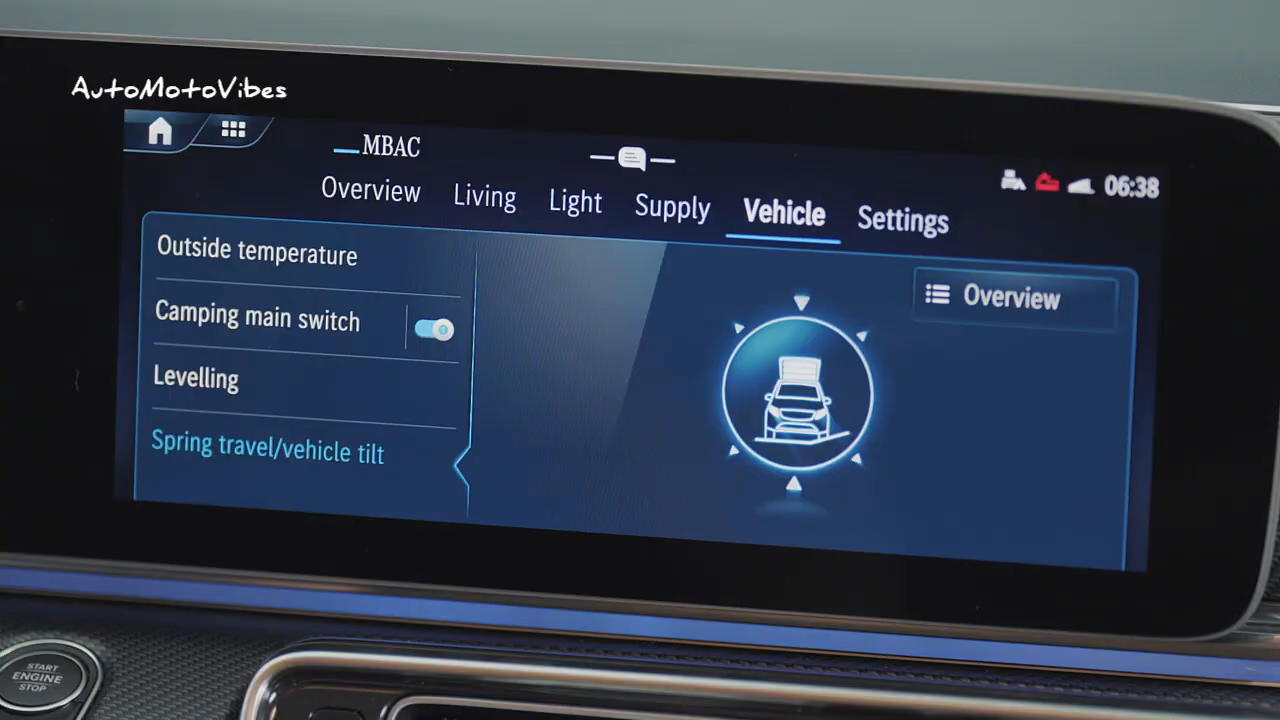 AutoMotoVibes
MBAC
06:38
Overview
Living
Light
Supply
Vehicle
Settings
Outside temperature
Camping main switch
Levelling
Spring travel/vehicle tilt
Overview
START
ENGINE
STOP